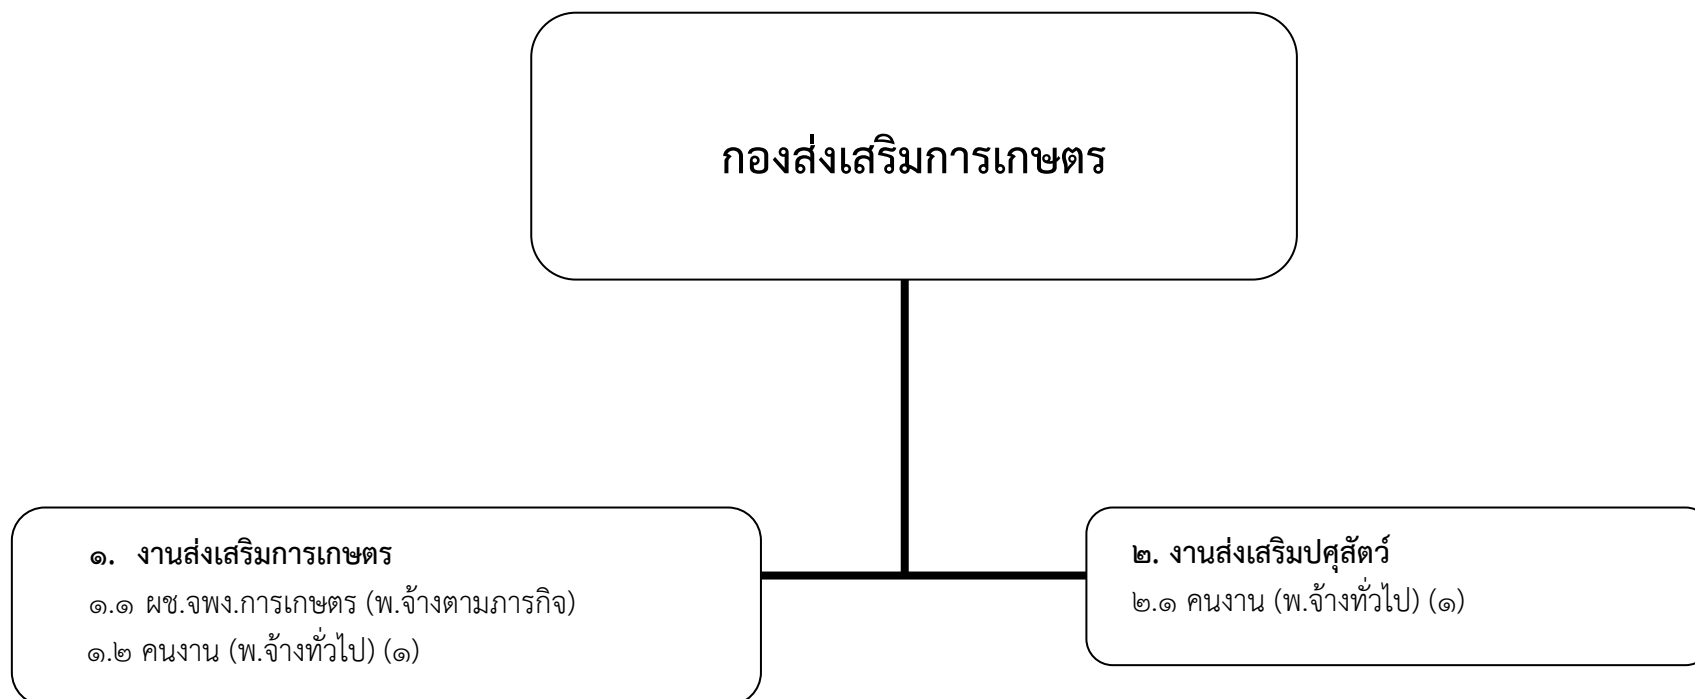 กองส่งเสริมการเกษตร
๑. งานส่งเสริมการเกษตร
๑.๑ ผช.จพง.การเกษตร (พ.จ้างตามภารกิจ)
๑.๒ คนงาน (พ.จ้างทั่วไป) (๑)
๒. งานส่งเสริมปศุสัตว์
๒.๑ คนงาน (พ.จ้างทั่วไป) (๑)